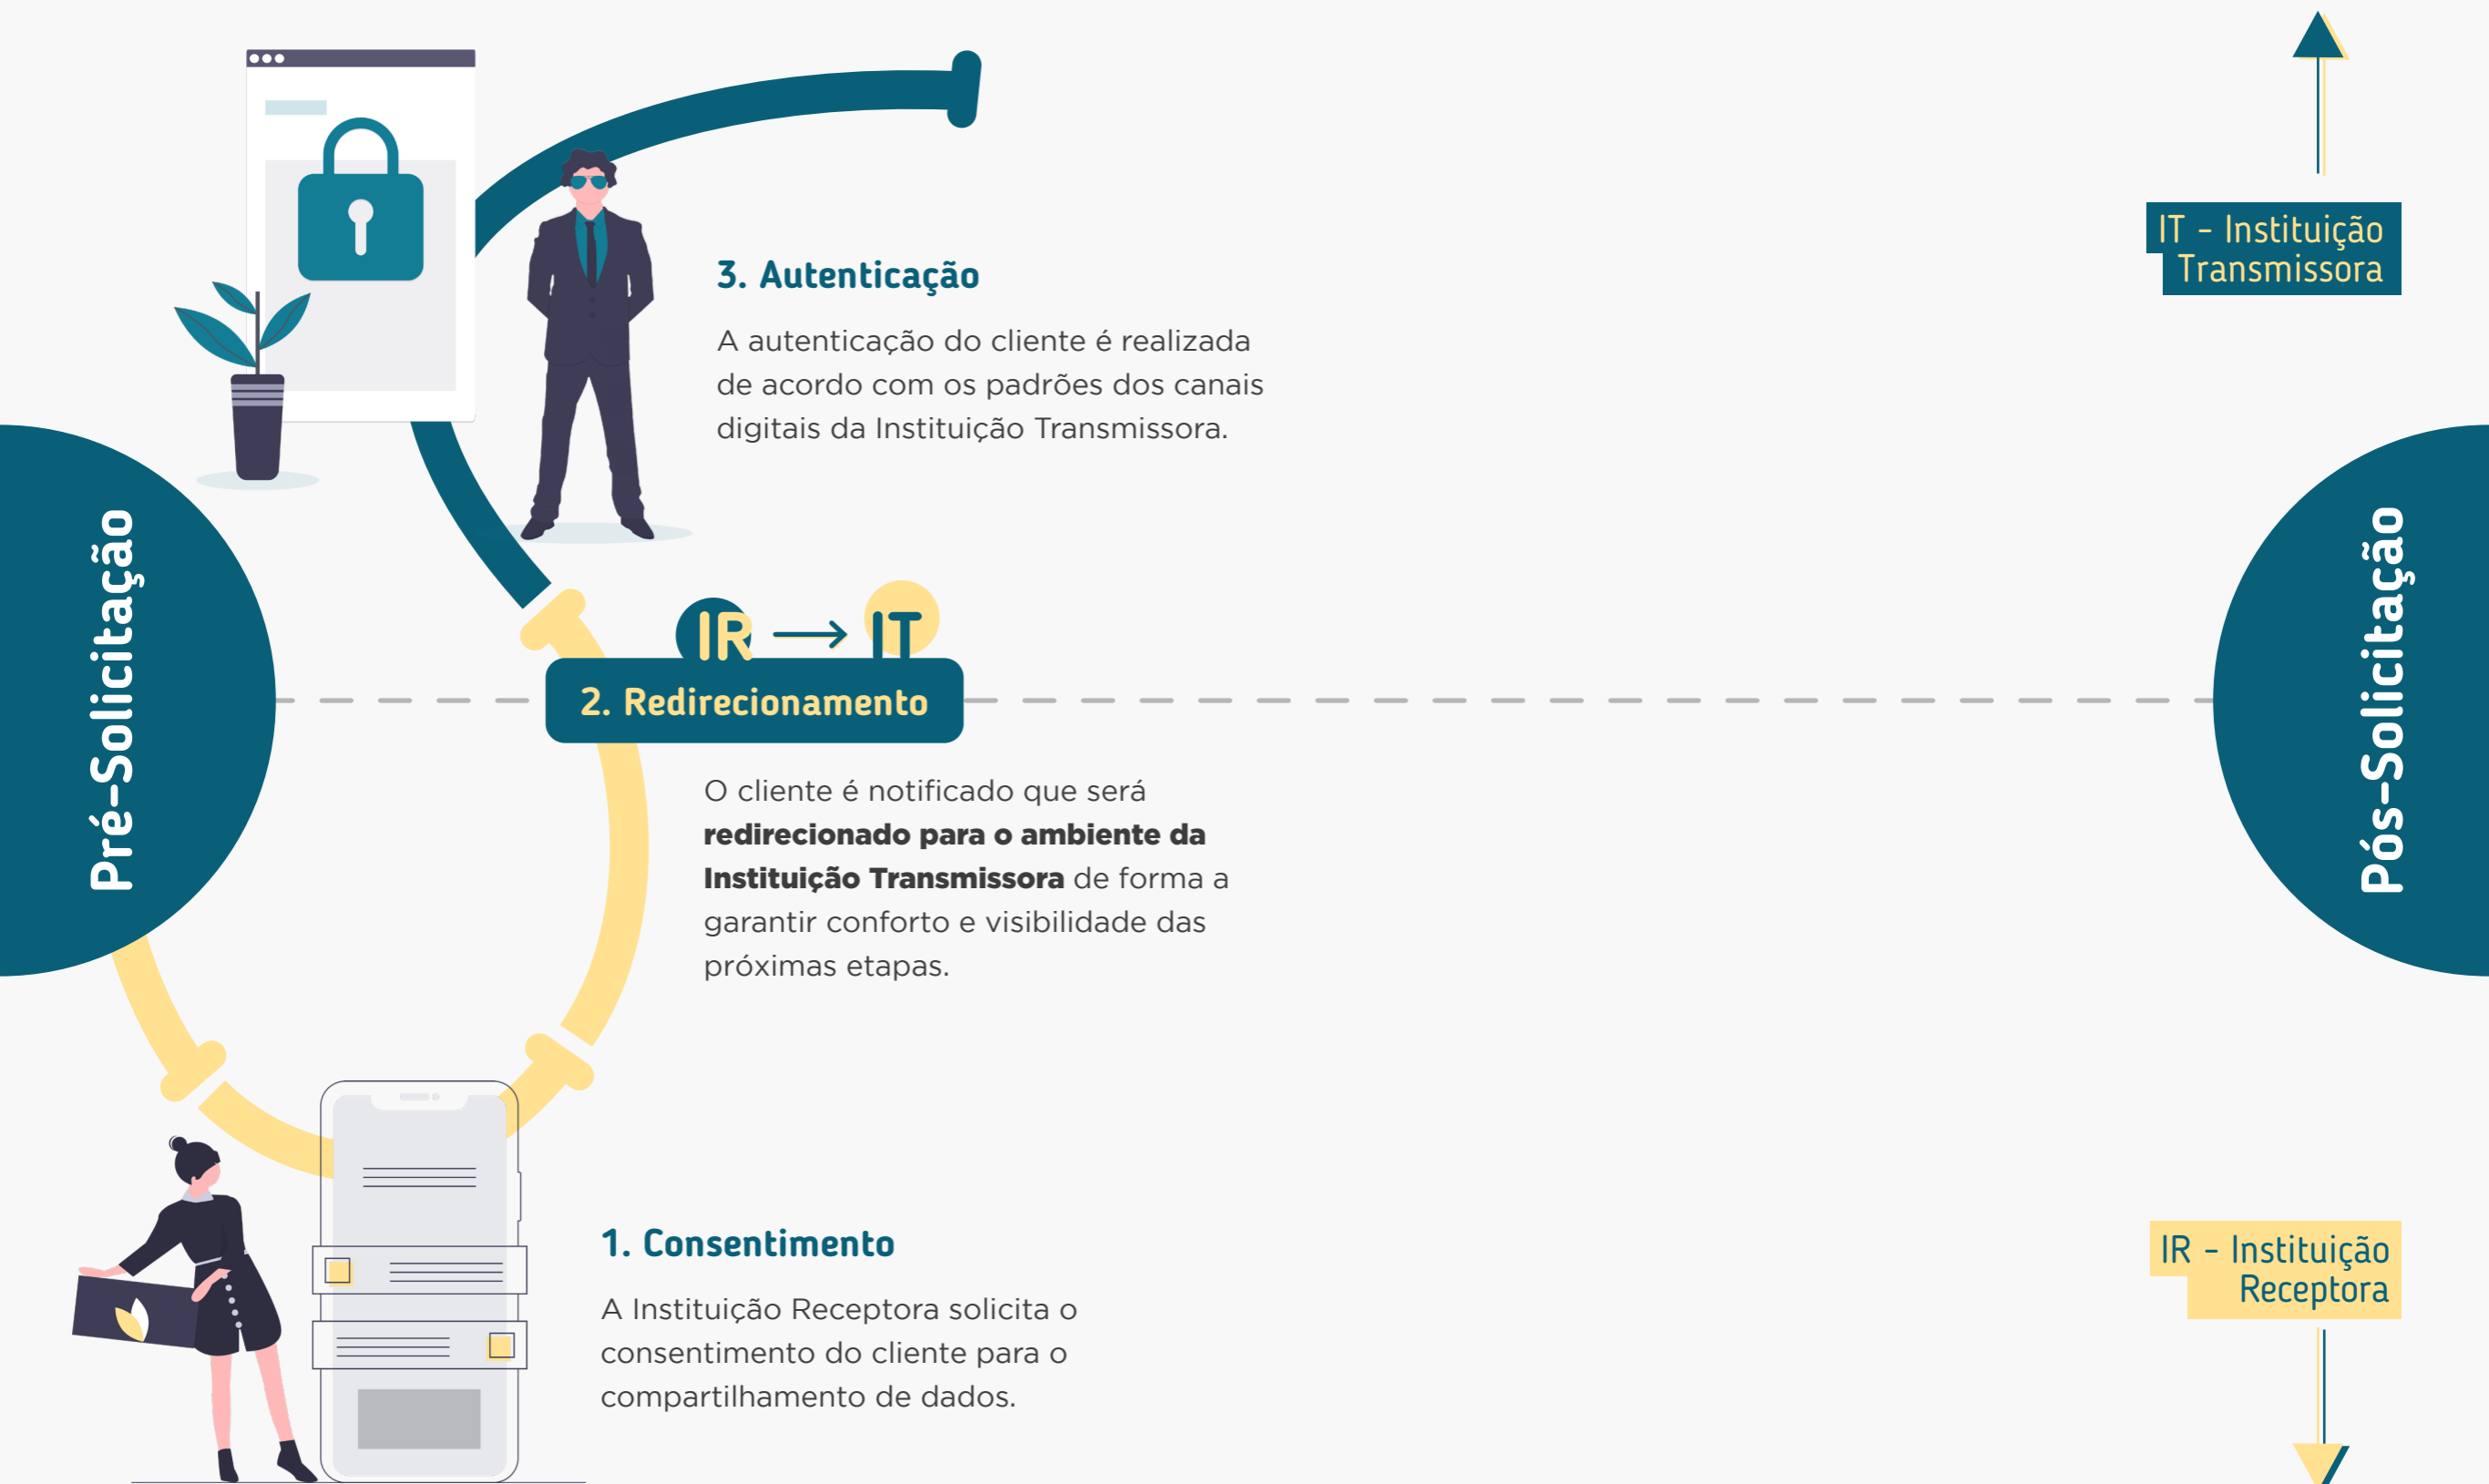 3. Autenticação
A autenticação do cliente é realizada
de acordo com os padrões dos canais
digitais da Instituição Transmissora.
IT - Instituição
Transmissora
Pré-Solicitação
IR → IT
2. Redirecionamento
O cliente é notificado que será
redirecionado para o ambiente da
Instituição Transmissora de forma a
garantir conforto e visibilidade das
próximas etapas.
Pós-Solicitação
1. Consentimento
A Instituição Receptora solicita o
consentimento do cliente para o
compartilhamento de dados.
IR - Instituição
Receptora